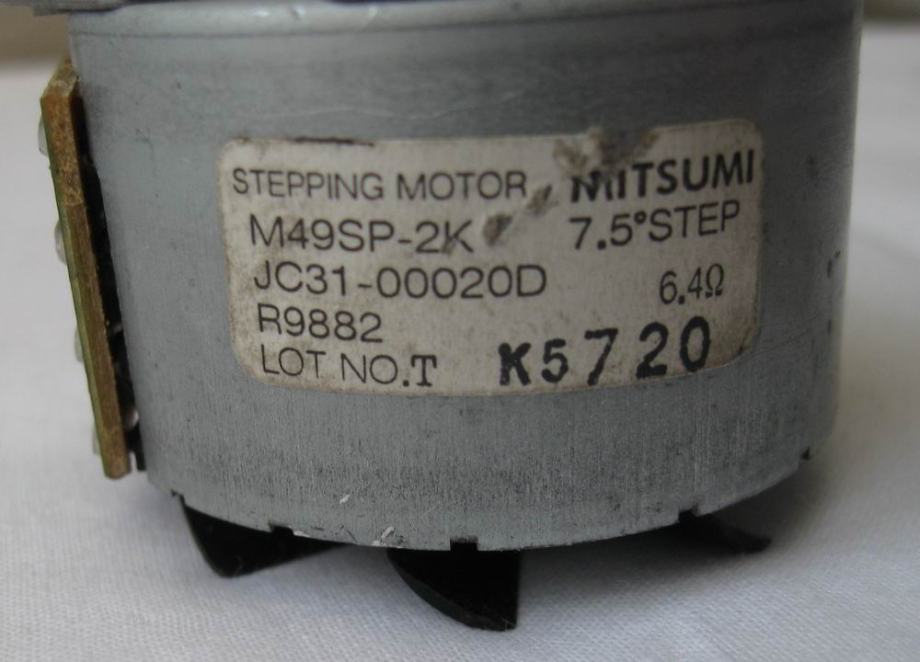 STEPPING MOTOR MITSUMI
M49SP-2K 7.5°STEP
JC31-00020D 6.4Ω
R9882
LOT NO.T K5720